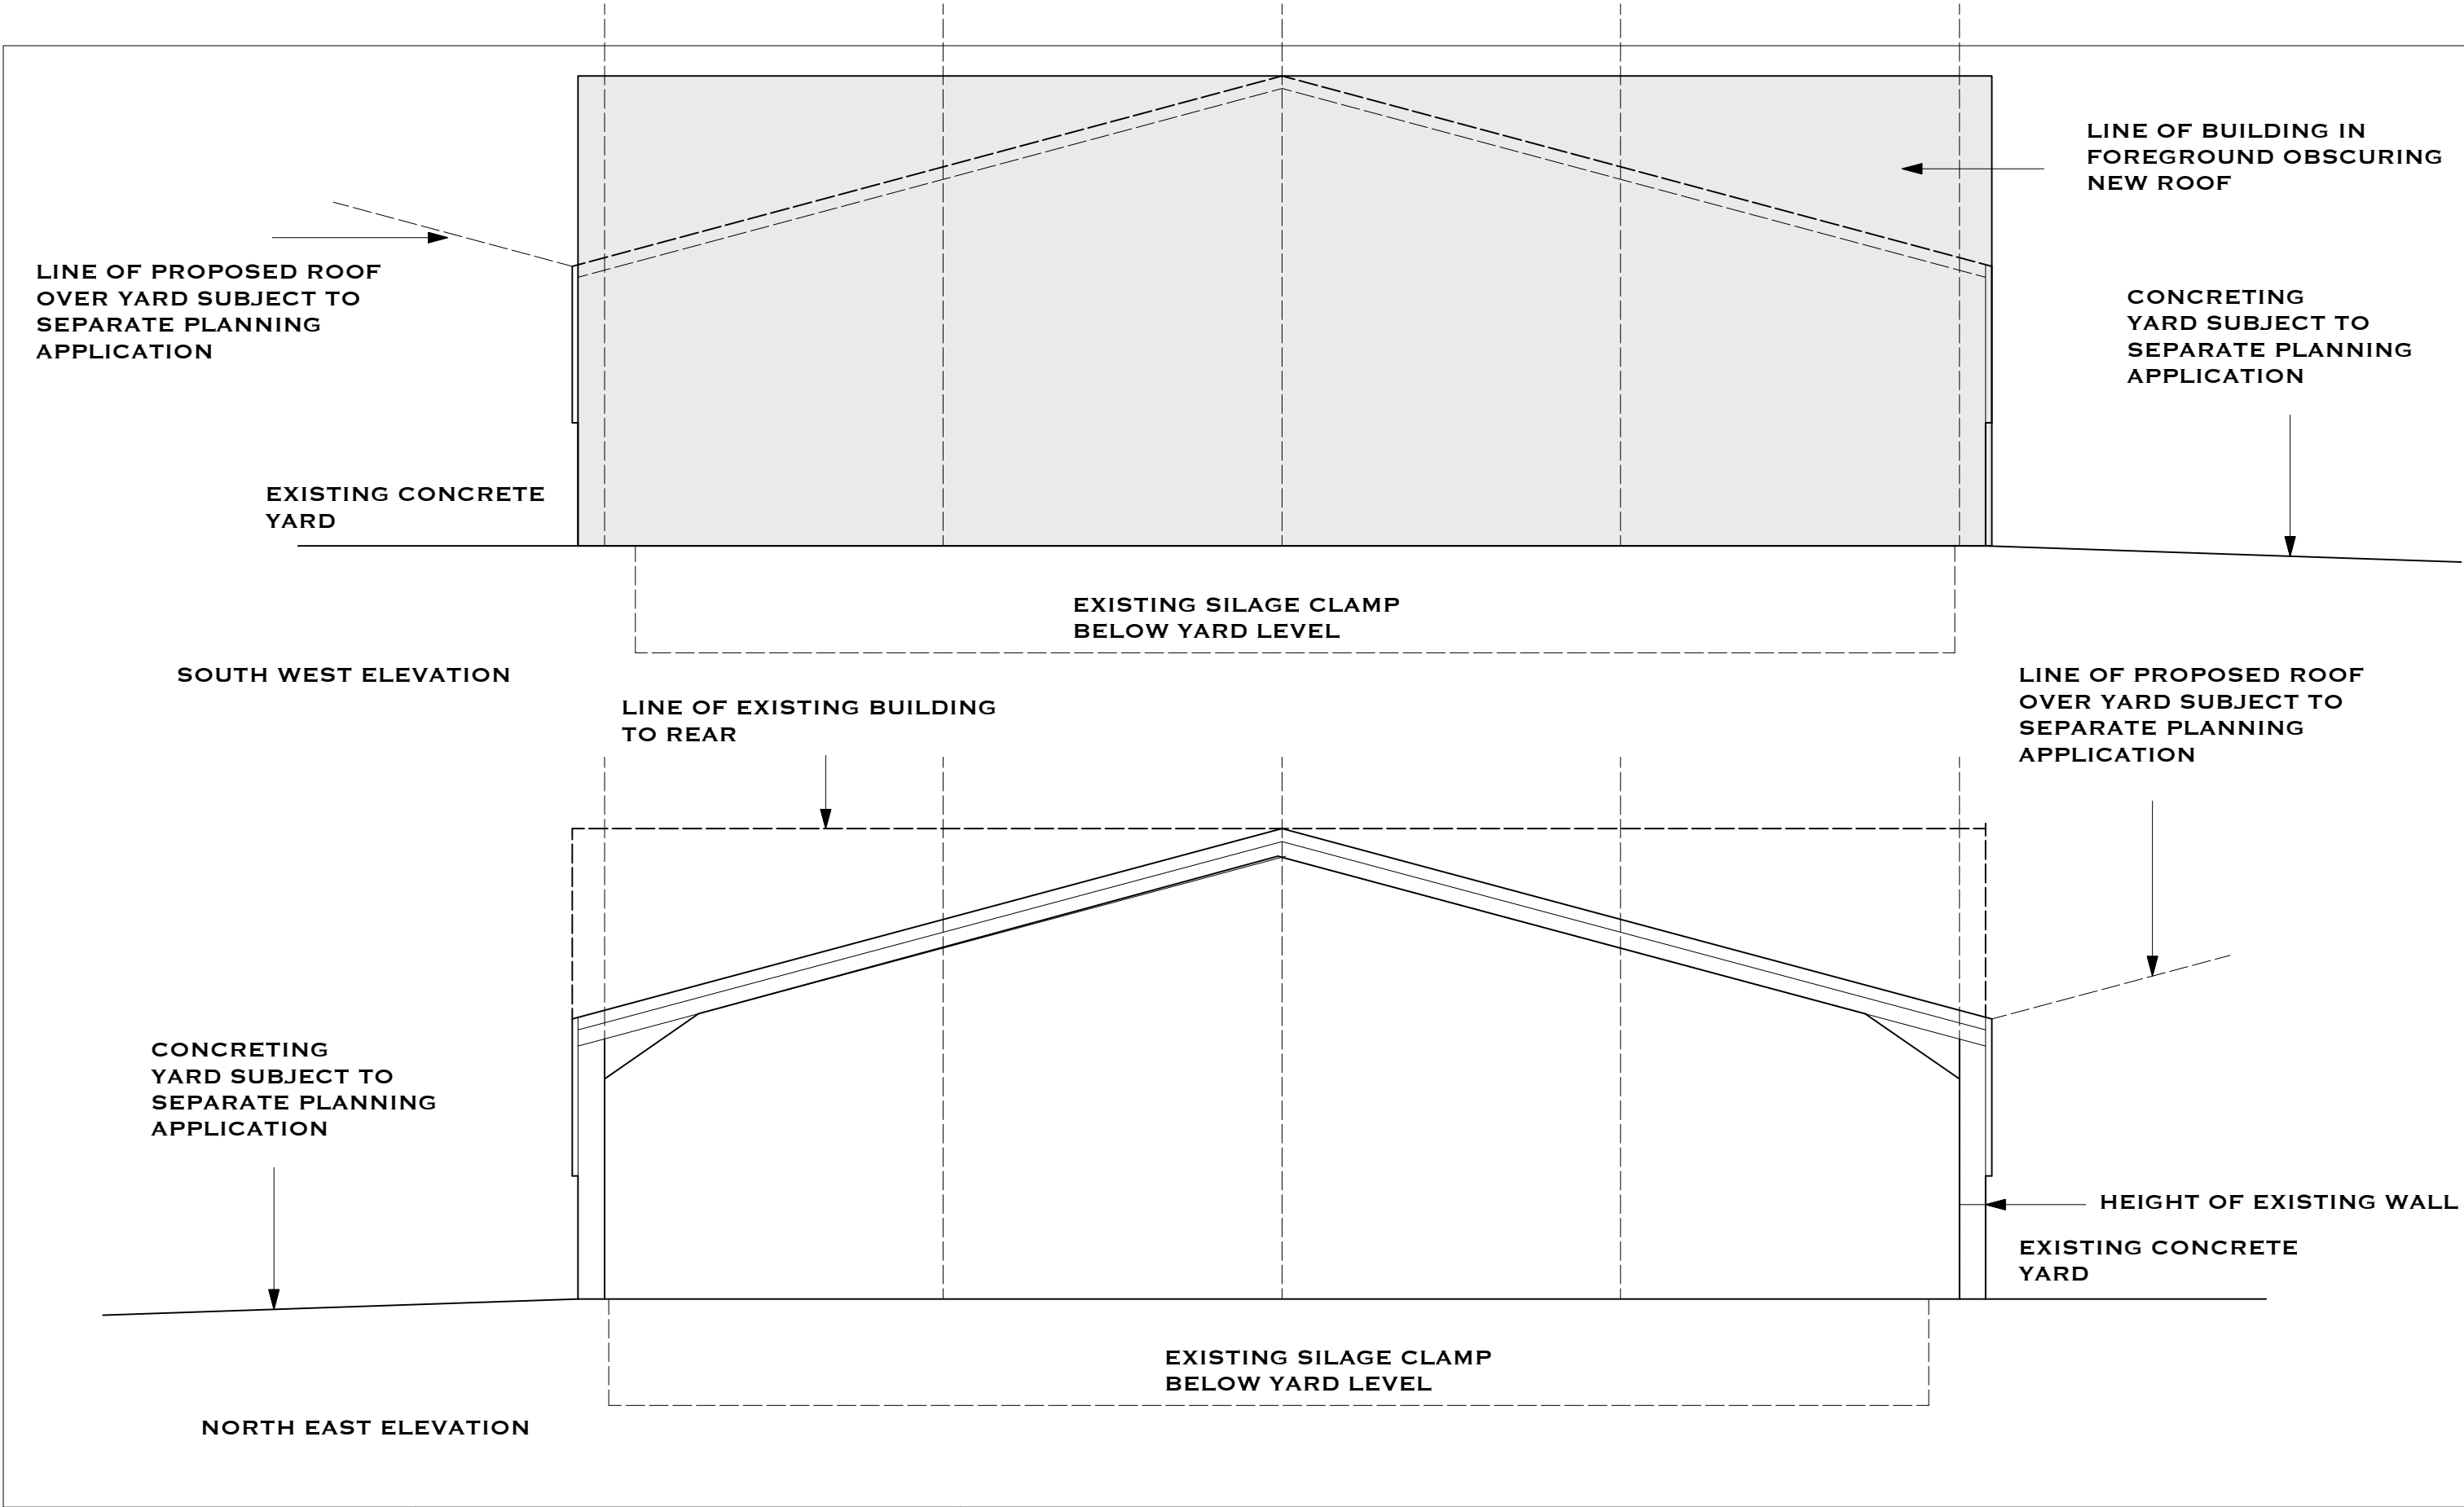 LINE OF BUILDING IN
FOREGROUND OBSCURING
NEW ROOF
LINE OF PROPOSED ROOF
OVER YARD SUBJECT TO
SEPARATE PLANNING
APPLICATION
CONCRETING
YARD SUBJECT TO
SEPARATE PLANNING
APPLICATION
EXISTING CONCRETE
YARD
EXISTING SILAGE CLAMP
BELOW YARD LEVEL
SOUTH WEST ELEVATION
LINE OF EXISTING BUILDING
TO REAR
LINE OF PROPOSED ROOF
OVER YARD SUBJECT TO
SEPARATE PLANNING
APPLICATION
CONCRETING
YARD SUBJECT TO
SEPARATE PLANNING
APPLICATION
HEIGHT OF EXISTING WALL
EXISTING CONCRETE
YARD
EXISTING SILAGE CLAMP
BELOW YARD LEVEL
NORTH EAST ELEVATION